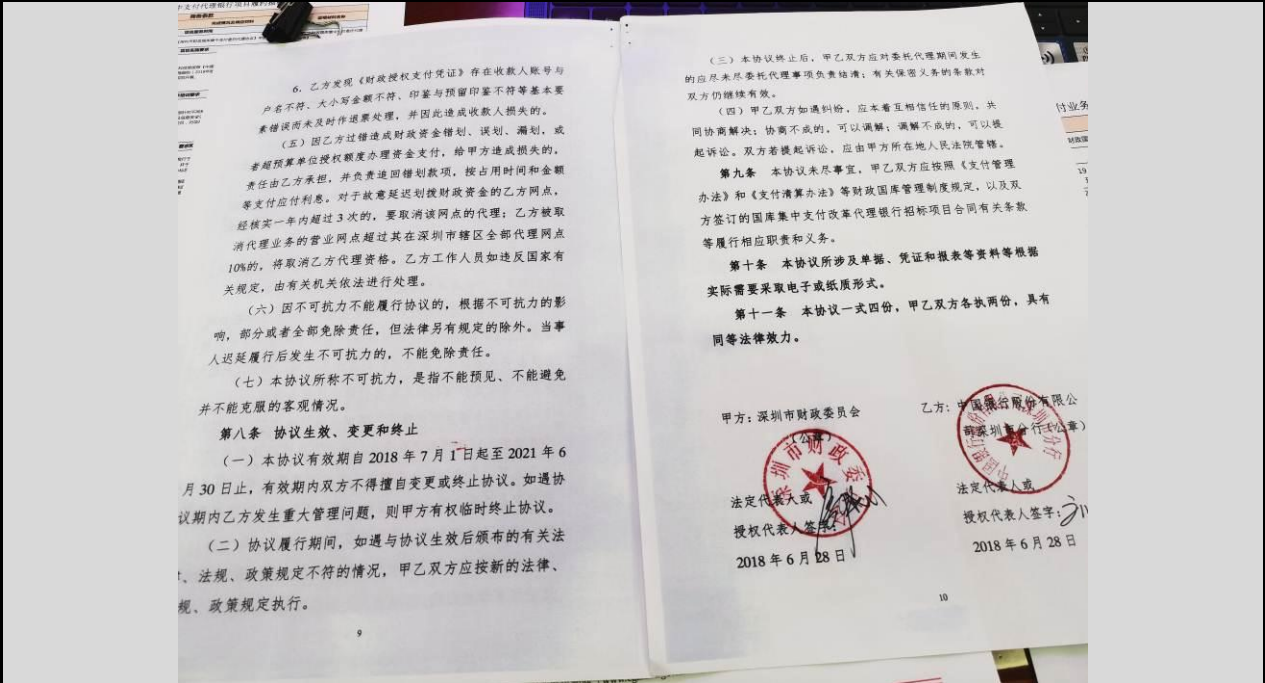 6．乙方发现《财政授权支付凭证》存在收款人账号与
户名不符、大小写金额不符、印鉴与预留印鉴不符等基本要
素错误而未及时作退票处理，并因此造成收款人损失的。
（五）因乙方过错造成财政资金错划、误划、漏划，或
者超预算单位授权额度办理资金支付，给甲方造成损失的，
责任由乙方承担，并负责追回错划款项，按占用时间和金额
等支付应付利息。对于故意延迟划拨财政资金的乙方网点，
经核实一年内超过3次的，要取消该网点的代理；乙方被取
消代理业务的营业网点超过其在深圳市辖区全部代理网点
10%的，将取消乙方代理资格。乙方工作人员如违反国家有
关规定，由有关机关依法进行处理。
（六）因不可抗力不能履行协议的，根据不可抗力的影
响，部分或者全部免除责任，但法律另有规定的除外。当事
人迟延履行后发生不可抗力的，不能免除责任。
（七）本协议所称不可抗力，是指不能预见、不能避免
并不能克服的客观情况。
第八条 协议生效、变更和终止
（一）本协议有效期自2018年7月1日起至2021年6
月30日止，有效期内双方不得擅自变更或终止协议。如遇协
议期内乙方发生重大管理问题，则甲方有权临时终止协议。
（二）协议履行期间，如遇与协议生效后颁布的有关法
、法规、政策规定不符的情况，甲乙双方应按新的法律、
规、政策规定执行。
9
（三）本协议终止后，甲乙双方应对委托代理期间发生
的应尽未尽委托代理事项负责结清；有关保密义务的条款对
双方仍继续有效。
（四）甲乙双方如遇纠纷，应本着互相信任的原则，共
同协商解决；协商不成的，可以调解；调解不成的，可以提
起诉讼。双方若提起诉讼，应由甲方所在地人民法院管辖。
第九条 本协议未尽事宜，甲乙双方应按照《支付管理
办法》和《支付清算办法》等财政国库管理制度规定，以及双
方签订的国库集中支付改革代理银行招标项目合同有关条款
等履行相应职责和义务。
第十条 本协议所涉及单据、凭证和报表等资料等根据
实际需要采取电子或纸质形式。
第十一条 本协议一式四份，甲乙双方各执两份，具有
同等法律效力。
甲方：深圳市财政委员会
（公章）
深圳市财政委
法定代表人或
授权代表人签字：
2018年6月28日
乙方：中国银行股份有限公
司深圳市分行（公章）
法定代表人或
授权代表人签字：
2018年6月28日
10
付业务